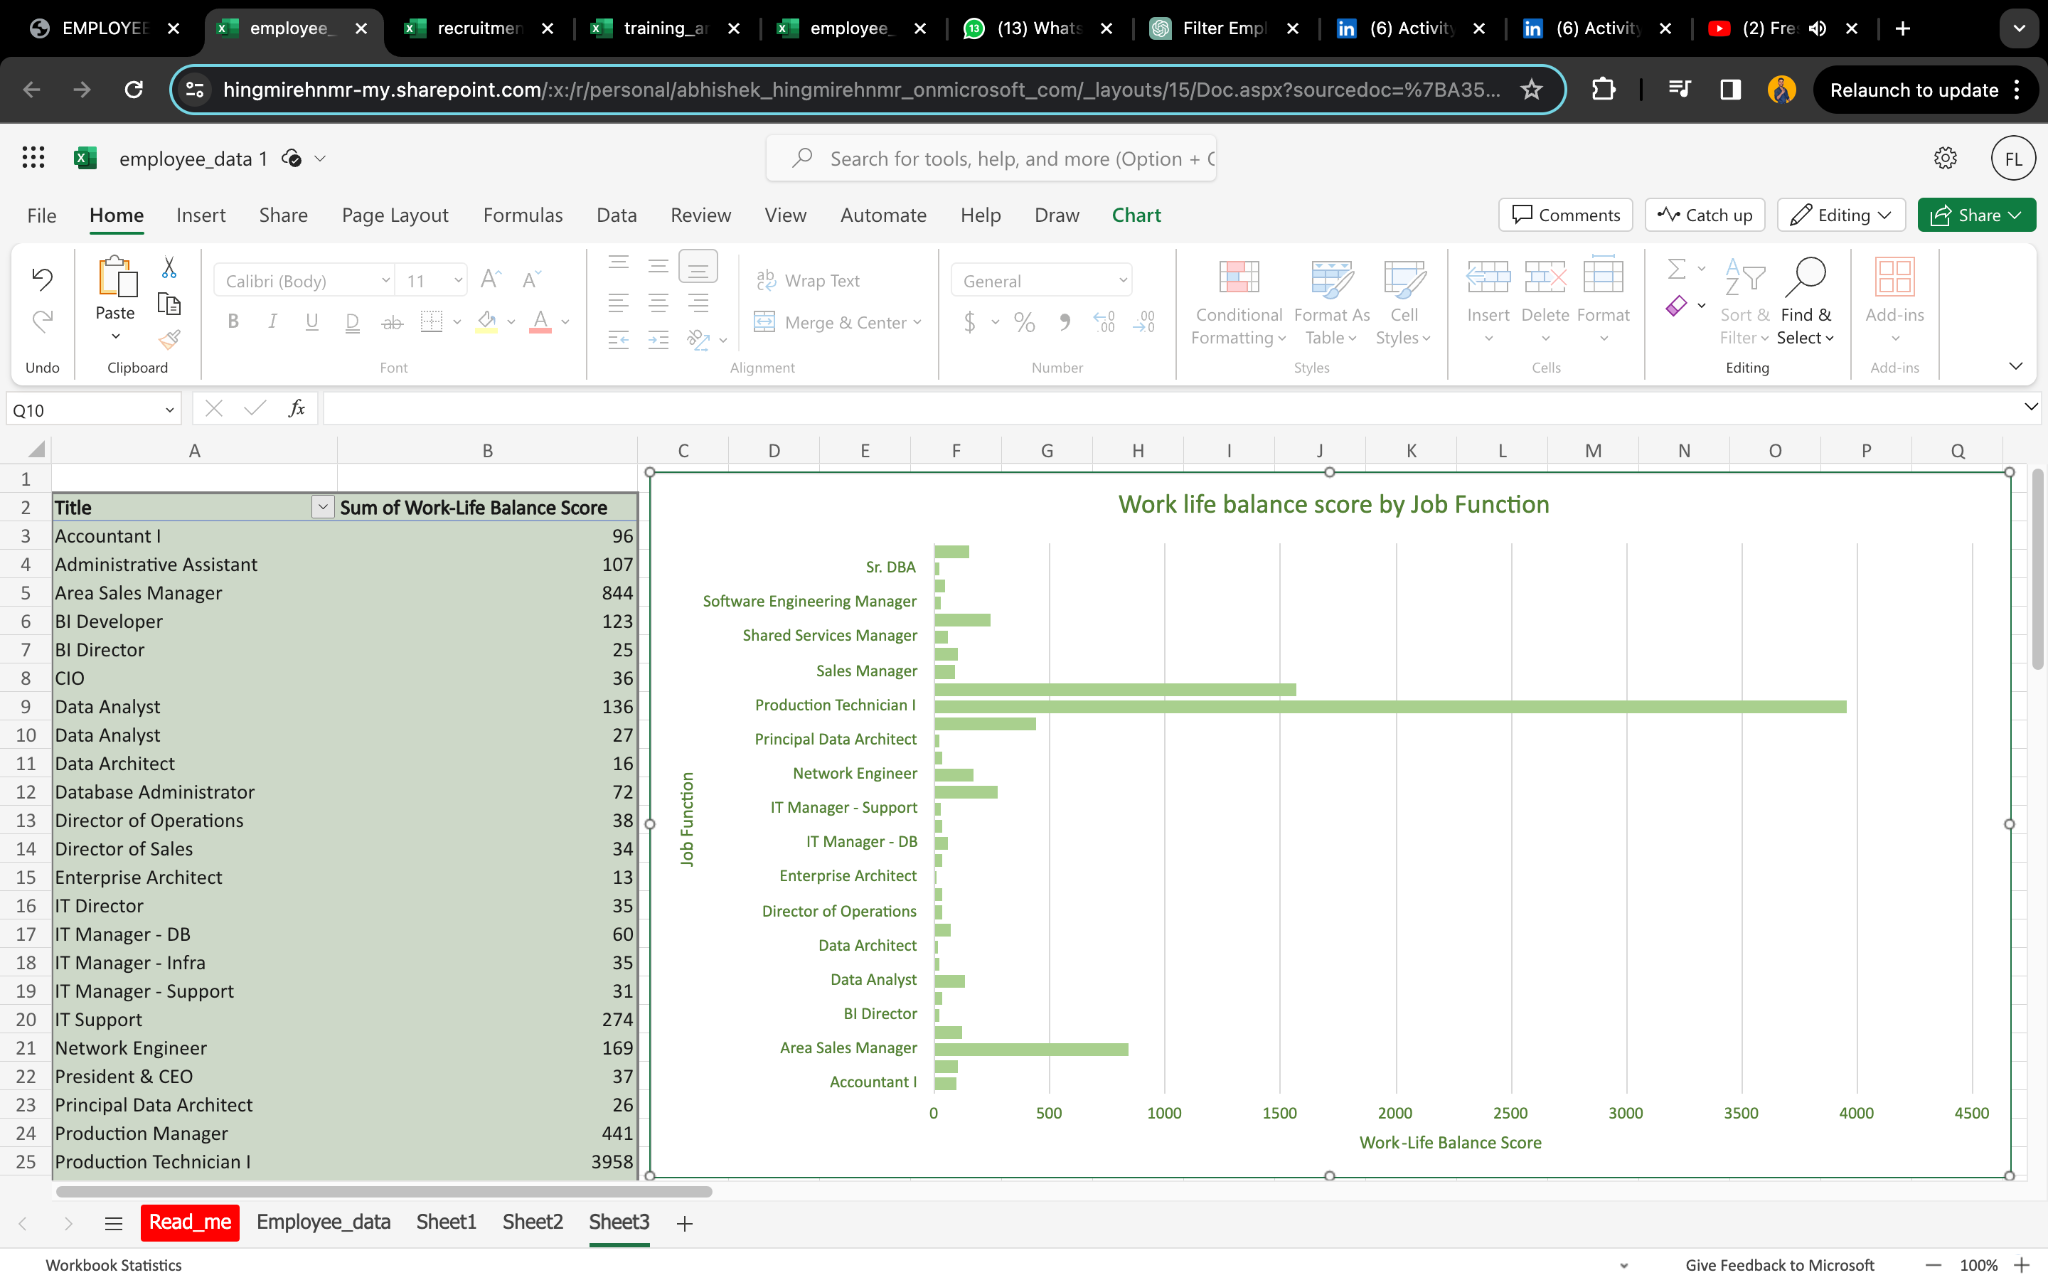 EMPLOYEE
employee_
recruitmen
training_ar
employee_
(13) Whats
Filter Empl
(6) Activity
(6) Activity
(2) Fre
hingmirehnmr-my.sharepoint.com/:x:/r/personal/abhishek_hingmirehnmr_onmicrosoft_com/_layouts/15/Doc.aspx?sourcedoc=%7BA35...
Relaunch to update
employee_data 1
Search for tools, help, and more (Option + Q
FL
File Home Insert Share Page Layout Formulas Data Review View Automate Help Draw Chart
Comments Catch up Editing Share
Paste
Calibri (Body) 11
Wrap Text
Merge & Center
General
Conditional Formatting
Format As Table
Cell Styles
Insert Delete Format
Sort & Filter
Find & Select
Add-ins
Undo Clipboard Font Alignment Number Styles Cells Editing Add-ins
Q10
fx
A B C D E F G H I J K L M N O P Q
1
2 Title Sum of Work-Life Balance Score
3 Accountant I 96
4 Administrative Assistant 107
5 Area Sales Manager 844
6 BI Developer 123
7 BI Director 25
8 CIO 36
9 Data Analyst 136
10 Data Analyst 27
11 Data Architect 16
12 Database Administrator 72
13 Director of Operations 38
14 Director of Sales 34
15 Enterprise Architect 13
16 IT Director 35
17 IT Manager - DB 60
18 IT Manager - Infra 35
19 IT Manager - Support 31
20 IT Support 274
21 Network Engineer 169
22 President & CEO 37
23 Principal Data Architect 26
24 Production Manager 441
25 Production Technician I 3958
Work life balance score by Job Function
Job Function
Sr. DBA
Software Engineering Manager
Shared Services Manager
Sales Manager
Production Technician I
Principal Data Architect
Network Engineer
IT Manager - Support
IT Manager - DB
Enterprise Architect
Director of Operations
Data Architect
Data Analyst
BI Director
Area Sales Manager
Accountant I
0 500 1000 1500 2000 2500 3000 3500 4000 4500
Work-Life Balance Score
Read_me Employee_data Sheet1 Sheet2 Sheet3
Workbook Statistics
Give Feedback to Microsoft
100%